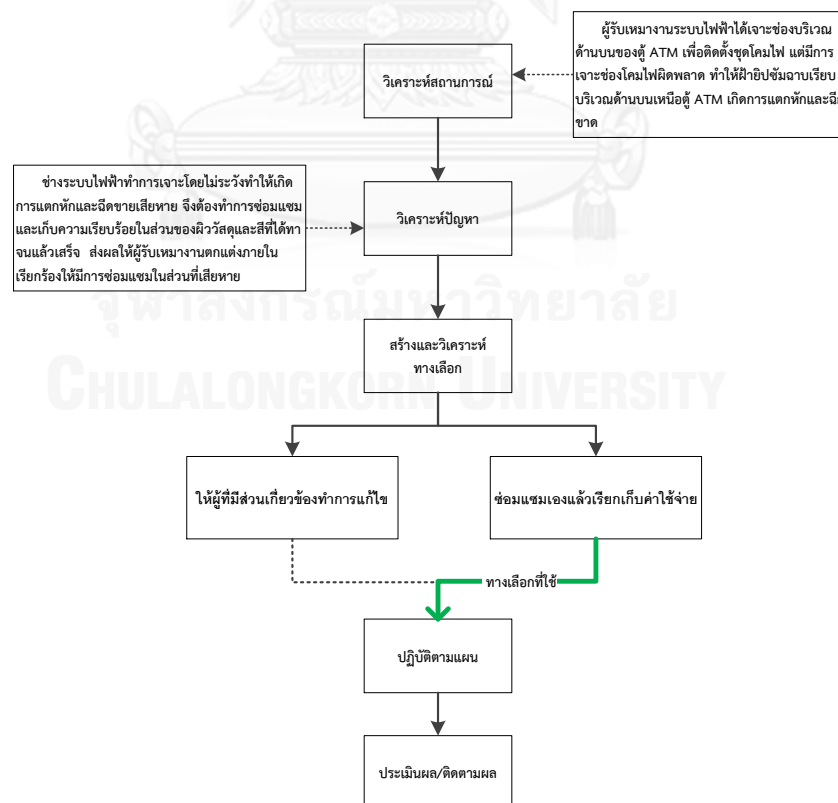 ผู้รับเหมางานระบบไฟฟ้าได้เจาะช่องบริเวณ
ด้านบนของตู้ ATM เพื่อติดตั้งชุดโคมไฟ แต่มีการ
เจาะช่องโคมไฟผิดพลาด ทำให้ฝ้ายิปซัมฉาบเรียบ
บริเวณด้านบนเหนือตู้ ATM เกิดการแตกหักและฉี
ขาด
วิเคราะห์สถานการณ์
ช่างระบบไฟฟ้าทำการเจาะโดยไม่ระวังทำให้เกิด
การแตกหักและฉีดขายเสียหาย จึงต้องทำการซ่อมแซม
และเก็บความเรียบร้อยในส่วนของผิววัสดุและสีที่ได้ทา
จนแล้วเสร็จ ส่งผลให้ผู้รับเหมางานตกแต่งภายใน
เรียกร้องให้มีการซ่อมแซมในส่วนที่เสียหาย
วิเคราะห์ปัญหา
จุฬาลงกรณ์มหาวิทยาลัย
CHULALONGKORN UNIVERSITY
สร้างและวิเคราะห์
ทางเลือก
ให้ผู้ที่มีส่วนเกี่ยวข้องทำการแก้ไข
ซ่อมแซมเองแล้วเรียกเก็บค่าใช้จ่าย
ทางเลือกที่ใช้
ปฏิบัติตามแผน
ประเมินผล/ติดตามผล